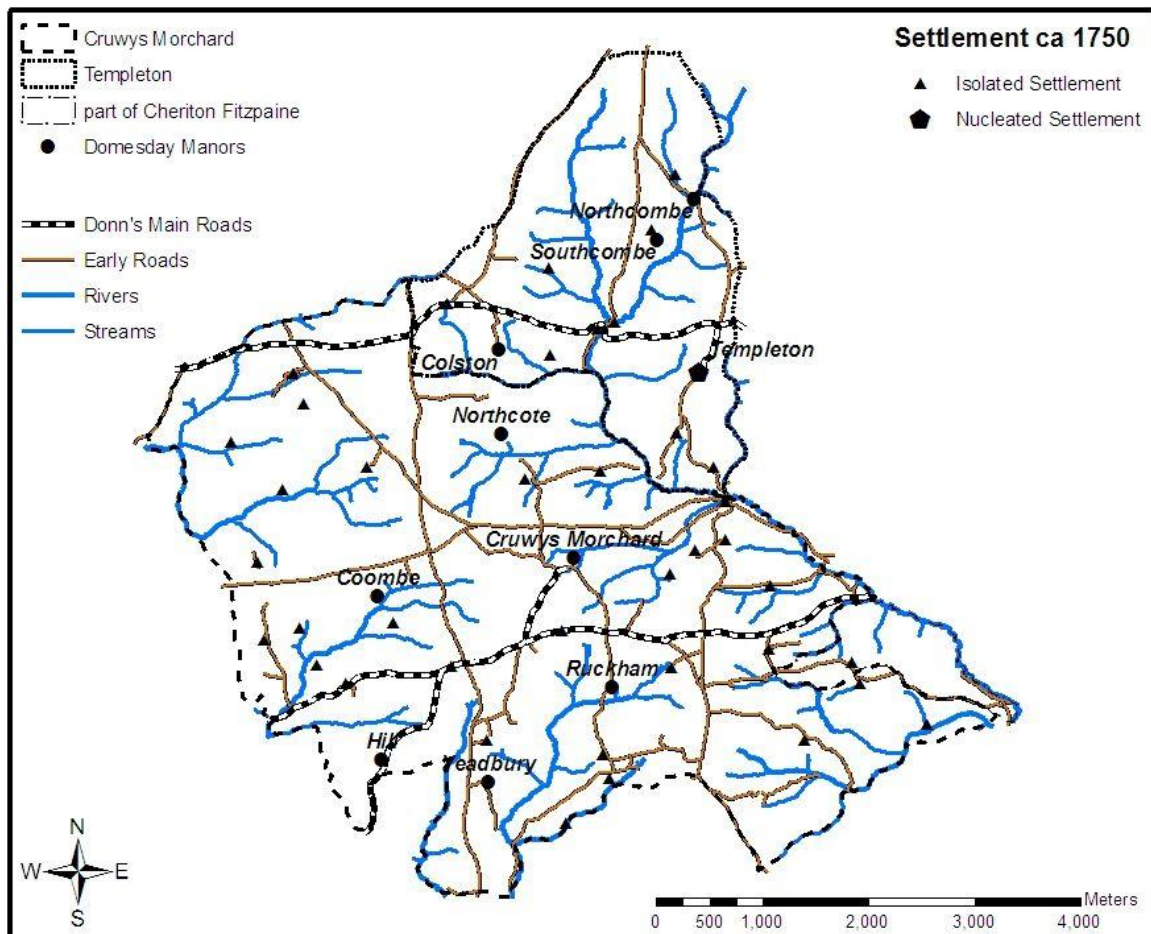 Cruwys Morchard
Templeton
part of Cheriton Fitzpaine
Domesday Manors
Donn's Main Roads
Early Roads
Rivers
Streams
Settlement ca 1750
Isolated Settlement
Nucleated Settlement
Northcombe
Southcombe
Templeton
Colston
Northcote
Cruwys Morchard
Coombe
Ruckham
Hill
Yeadbury
N
W E
S
Meters
0 500 1,000 2,000 3,000 4,000